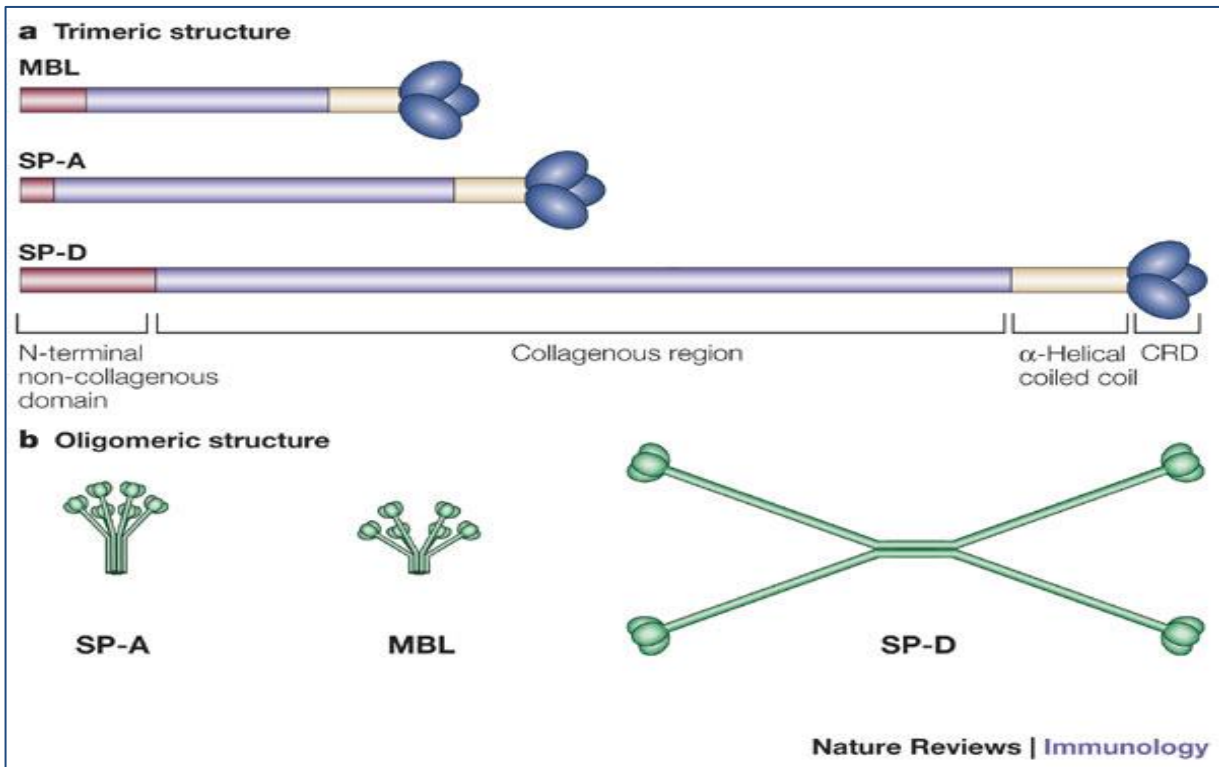 a Trimeric structure
MBL
SP-A
SP-D
N-terminal
non-collagenous
domain
Collagenous region
α-Helical
coiled coil
CRD
b Oligomeric structure
SP-A
MBL
SP-D
Nature Reviews | Immunology